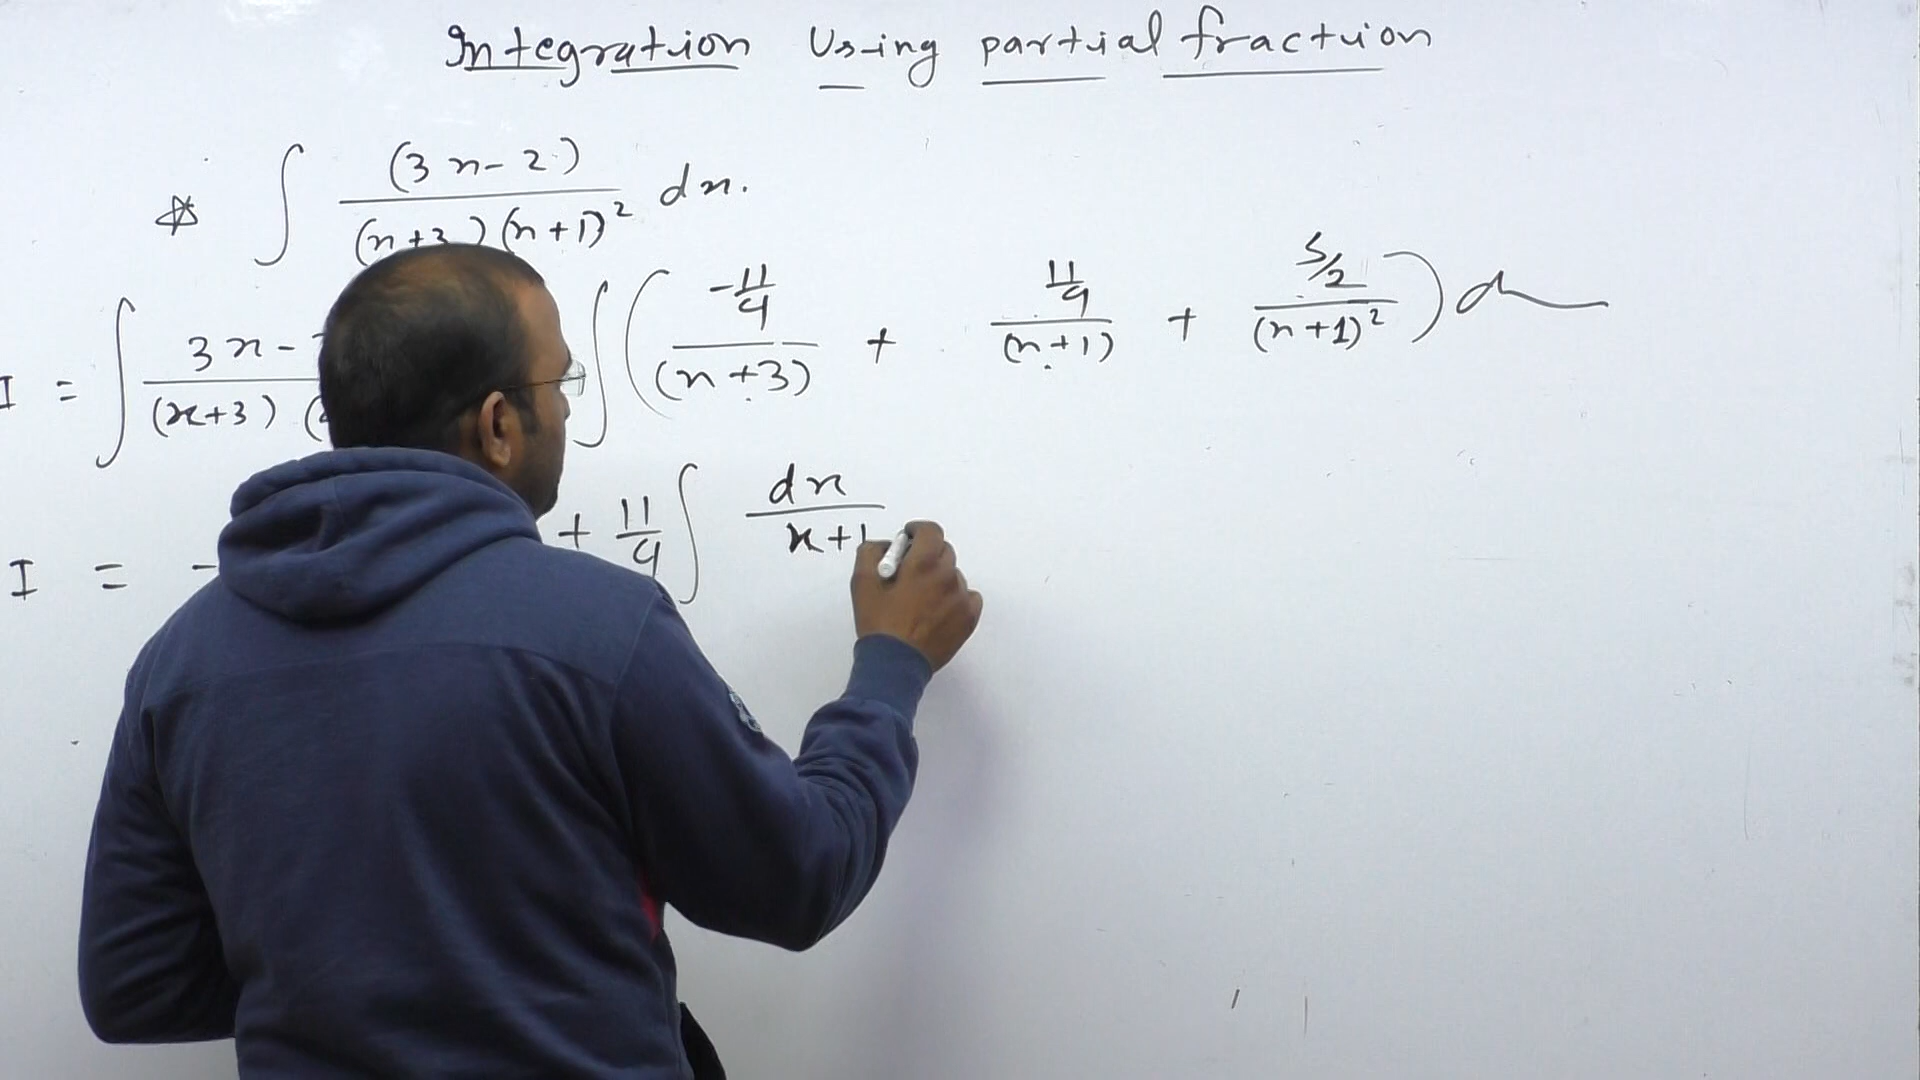 Integration Using partial fraction
☆ ∫ (3x-2)/((x+3)(x+1)²) dx.
I = ∫ 3x-/((x+3)( ∫( (-11/4)/(x+3) + (11/4)/(x+1) + (5/2)/(x+1)² ) dx
I = - + 11/4 ∫ dx/(x+1